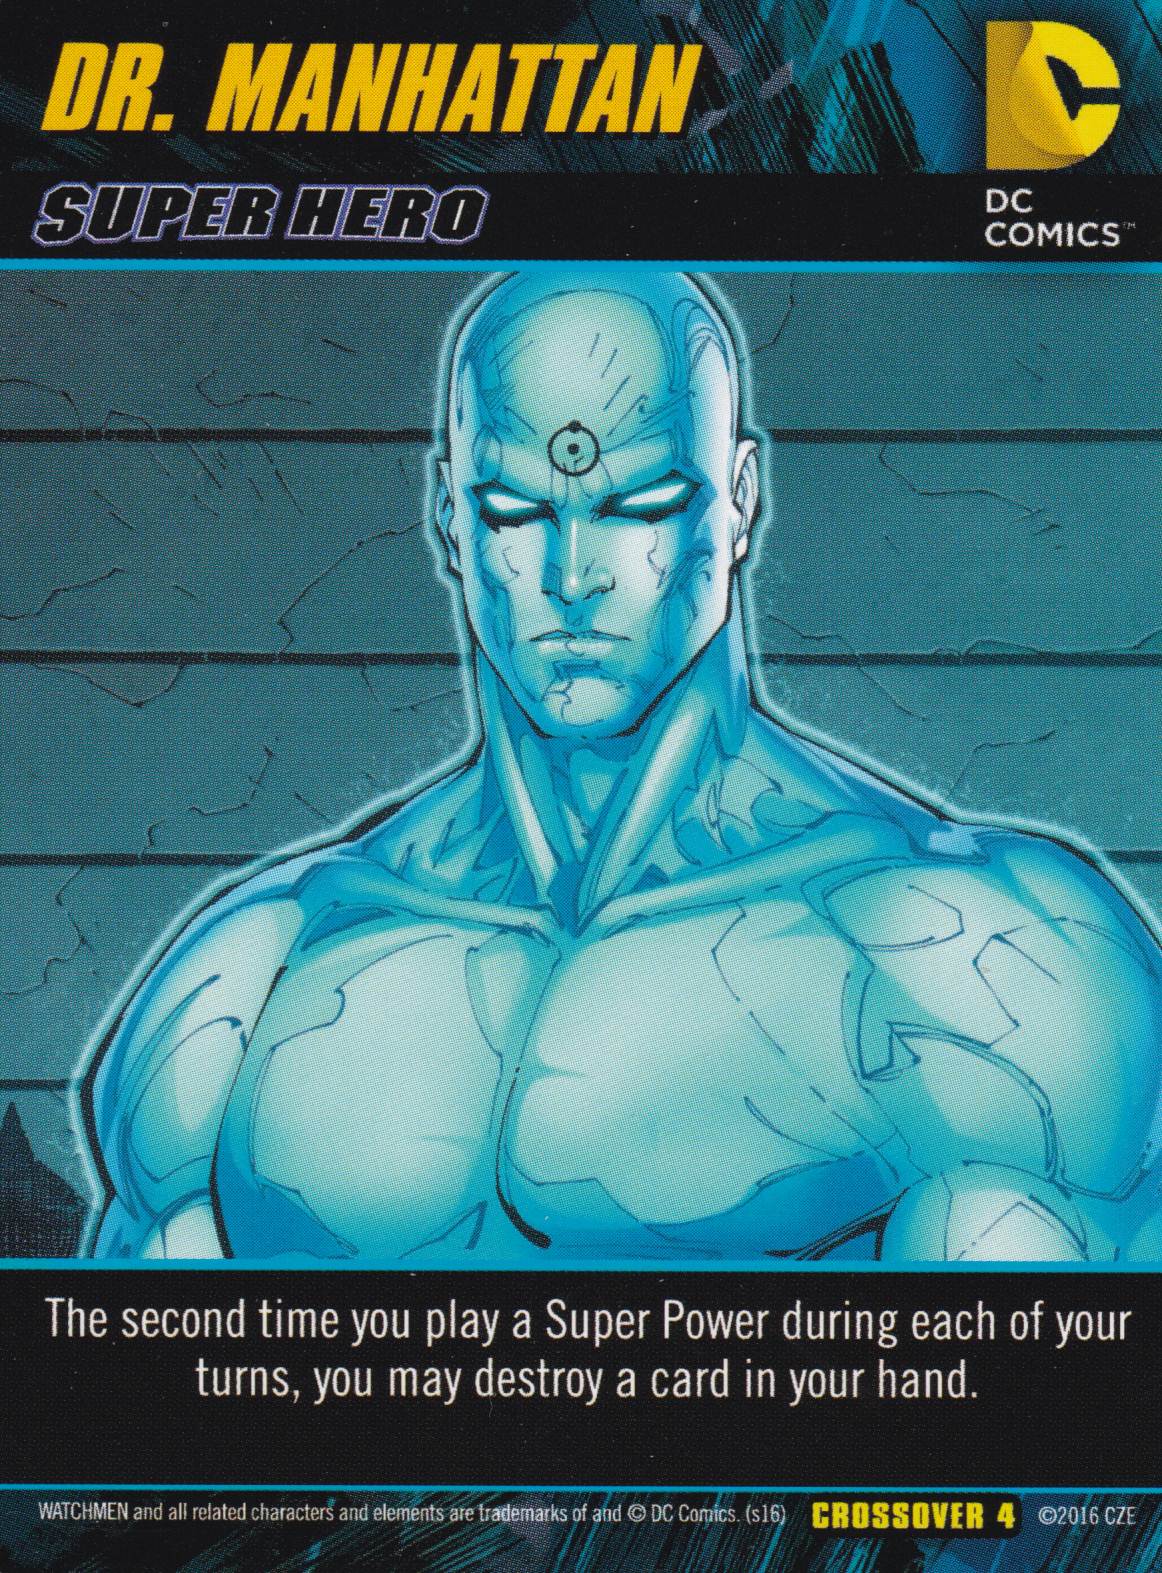 DR. MANHATTAN
SUPER HERO
DC
COMICS™
The second time you play a Super Power during each of your
turns, you may destroy a card in your hand.
WATCHMEN and all related characters and elements are trademarks of and © DC Comics. (s16) CROSSOVER 4 ©2016 CZE